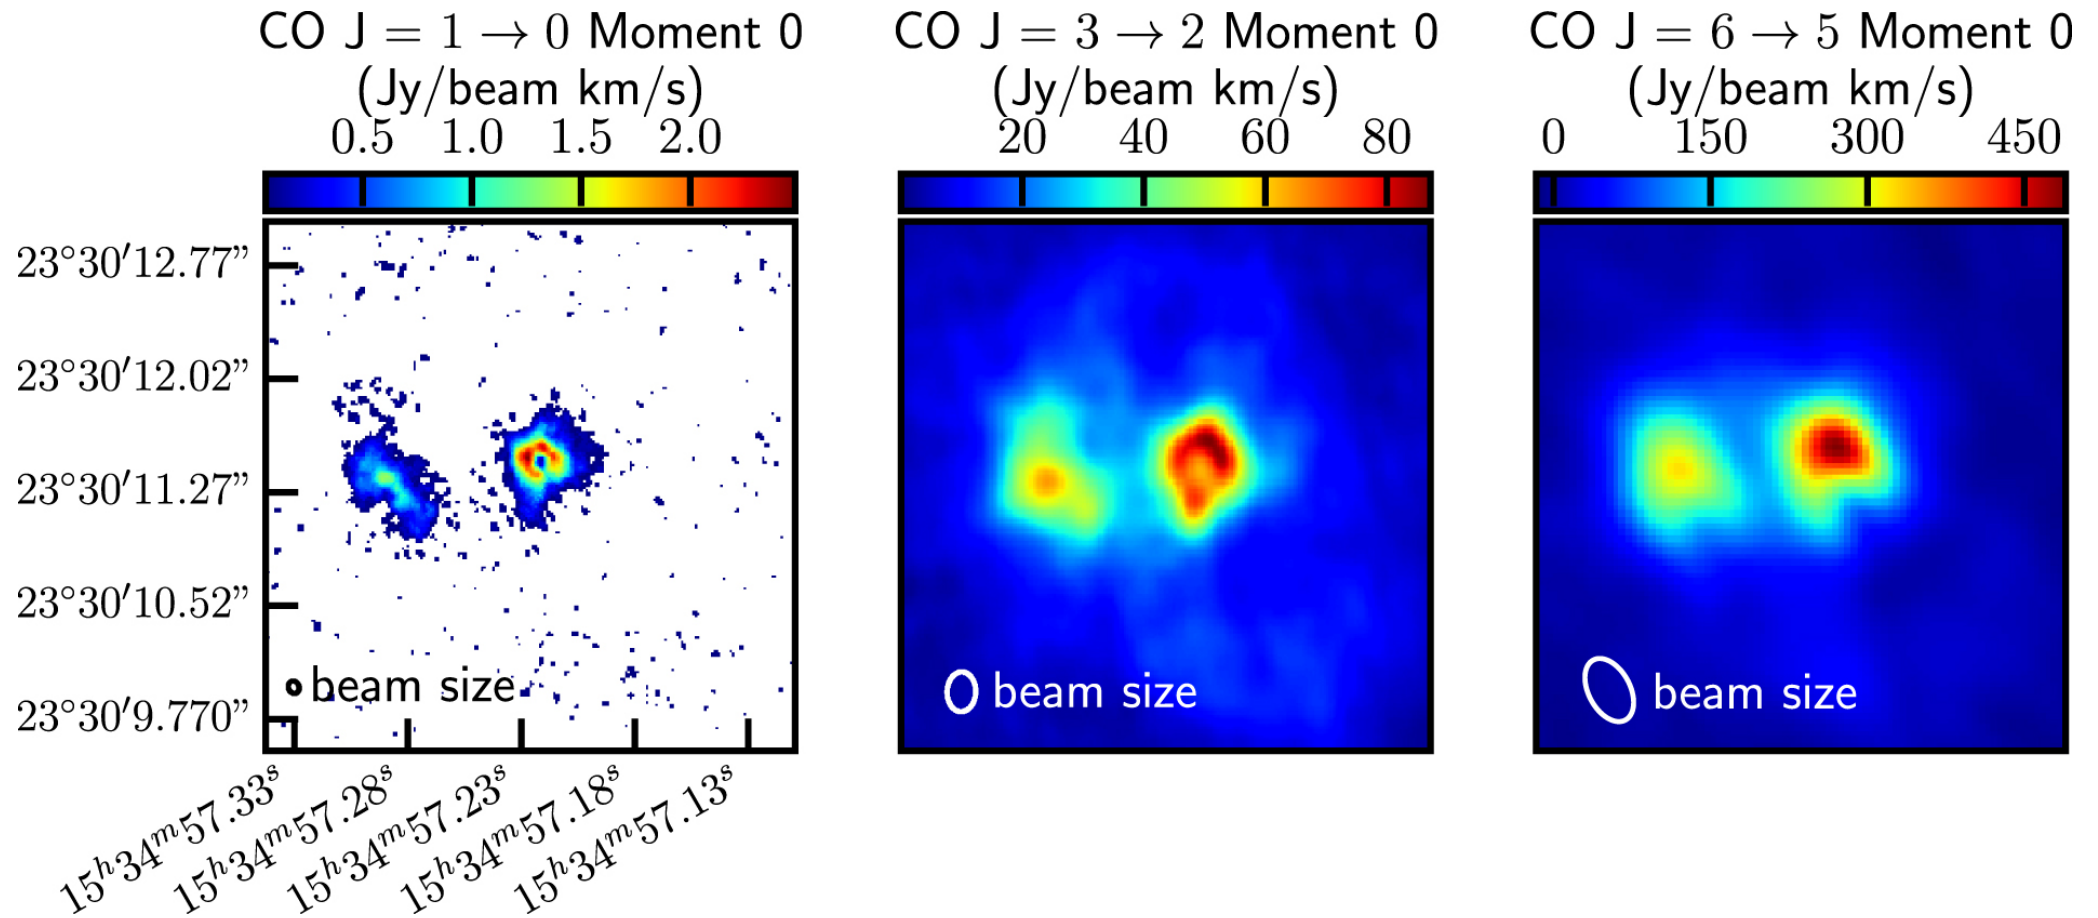 CO J = 1 → 0 Moment 0
(Jy/beam km/s)
0.5 1.0 1.5 2.0
CO J = 3 → 2 Moment 0
(Jy/beam km/s)
20 40 60 80
CO J = 6 → 5 Moment 0
(Jy/beam km/s)
0 150 300 450
23°30′12.77”
23°30′12.02”
23°30′11.27”
23°30′10.52”
23°30′9.770”
beam size
beam size
beam size
15ʰ34ᵐ57.33ˢ
15ʰ34ᵐ57.28ˢ
15ʰ34ᵐ57.23ˢ
15ʰ34ᵐ57.18ˢ
15ʰ34ᵐ57.13ˢ